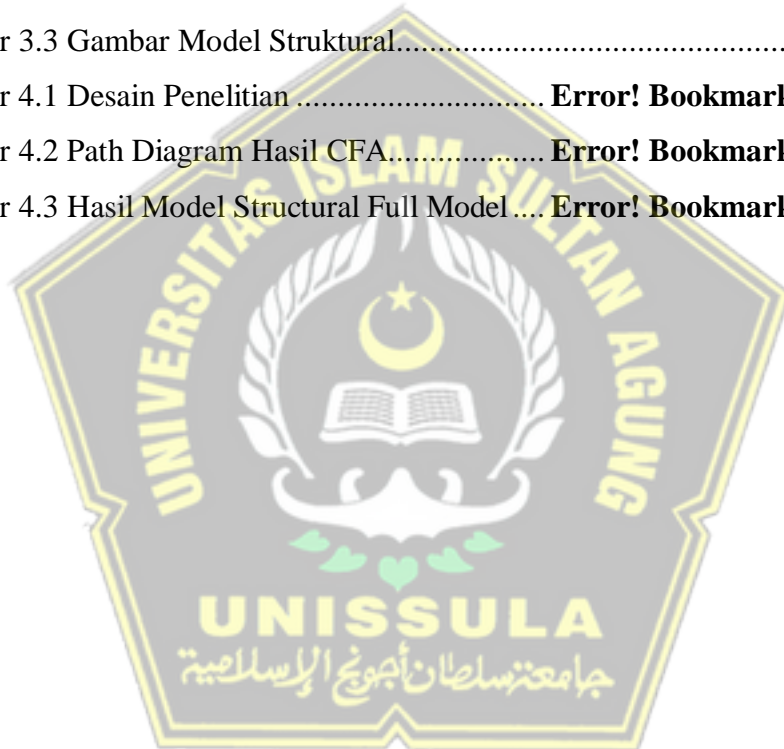 r 3.3 Gambar Model Struktural..............................................
r 4.1 Desain Penelitian ........................... Error! Bookmark
r 4.2 Path Diagram Hasil CFA................. Error! Bookmark
r 4.3 Hasil Model Structural Full Model .... Error! Bookmark
UNIVERSITAS ISLAM SULTAN AGUNG
UNISSULA
جامعة سلطان أجونج الإسلامية